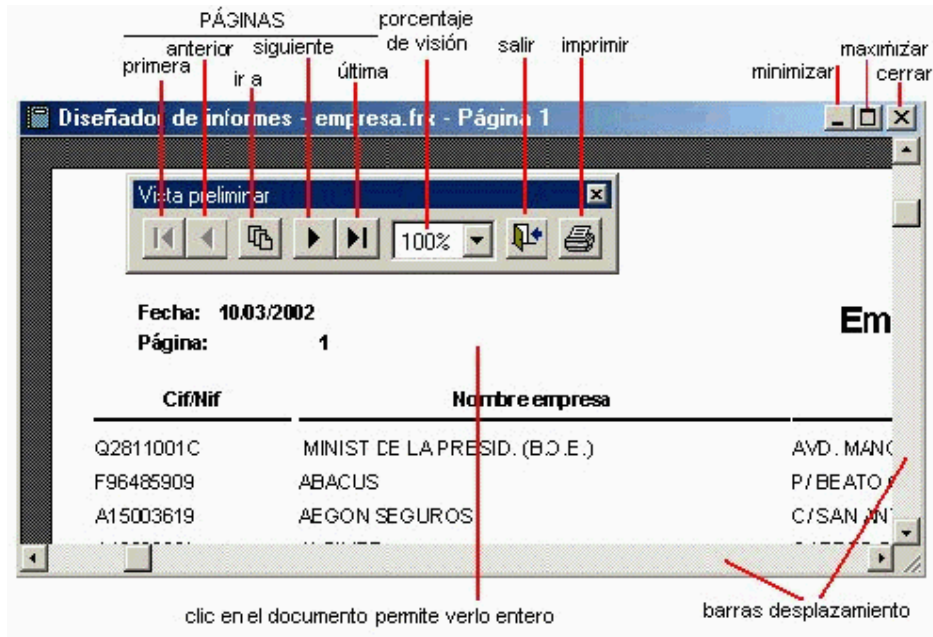 PÁGINAS
porcentaje
de visión
anterior siguiente
salir imprimir
primera
ir a
última
minimizar
maximizar
cerrar
Diseñador de informes - empresa.frx - Página 1
Vista preliminar
100%
Fecha: 10/03/2002
Em
Página: 1
Cif/Nif Nombre empresa
Q2811001C MINIST DE LA PRESID. (B.O.E.) AVD. MANO
F96485909 ABACUS P/ BEATO
A15003619 AEGON SEGUROS C/ SAN ANT
clic en el documento permite verlo entero
barras desplazamiento